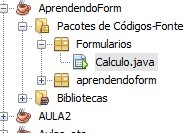 AprendendoForm
Pacotes de Códigos-Fonte
Formularios
Calculo.java
aprendendoform
Bibliotecas
AULA2